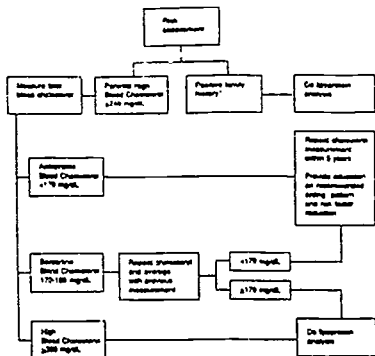 Risk
assessment
Measure total
blood cholesterol
Parental High
Blood Cholesterol
≥240 mg/dL
Positive family
history*
Do lipoprotein
analysis
Acceptable
Blood Cholesterol
<170 mg/dL
Repeat cholesterol
measurement
within 5 years
Provide education
on recommended
eating pattern
and risk factor
reduction
Borderline
Blood Cholesterol
170-199 mg/dL
Repeat cholesterol
and average
with previous
measurement
<170 mg/dL
≥170 mg/dL
High
Blood Cholesterol
≥200 mg/dL
Do lipoprotein
analysis